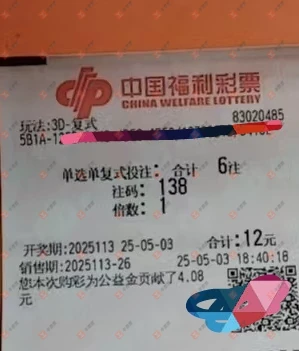 中国福利彩票
CHINA WELFARE LOTTERY
玩法:3D-复式 83020485
5B1A-
单选单复式投注: 合计 6注
注码: 138
倍数: 1
开奖期:2025113 25-05-03 合计:12元
销售期:2025113-26 25-05-03 18:40:18
您本次购彩为公益金贡献了4.08
元